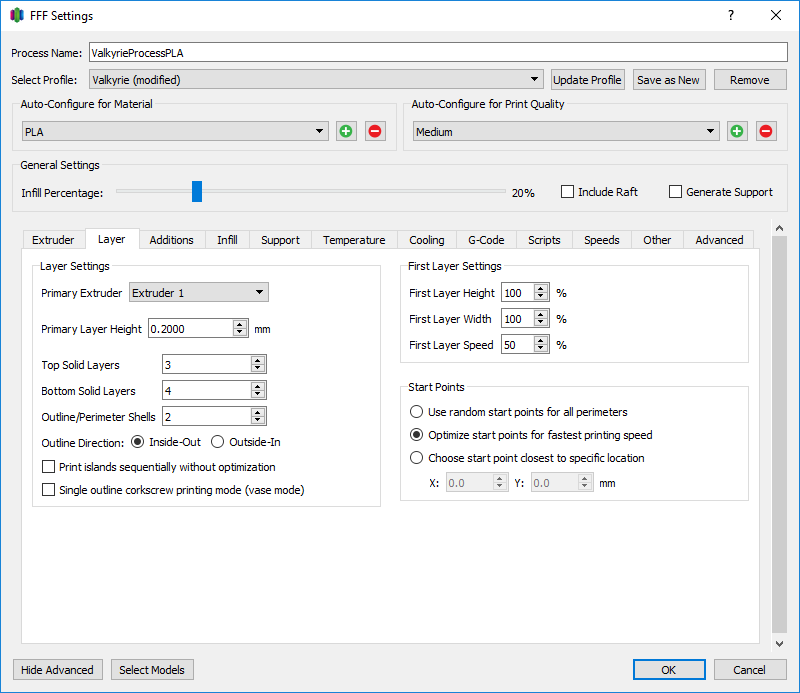 FFF Settings
Process Name: ValkyrieProcessPLA
Select Profile: Valkyrie (modified) Update Profile Save as New Remove
Auto-Configure for Material Auto-Configure for Print Quality
PLA Medium
General Settings
Infill Percentage: 20% Include Raft Generate Support
Extruder Layer Additions Infill Support Temperature Cooling G-Code Scripts Speeds Other Advanced
Layer Settings
Primary Extruder Extruder 1
Primary Layer Height 0.2000 mm
Top Solid Layers 3
Bottom Solid Layers 4
Outline/Perimeter Shells 2
Outline Direction: Inside-Out Outside-In
Print islands sequentially without optimization
Single outline corkscrew printing mode (vase mode)
First Layer Settings
First Layer Height 100 %
First Layer Width 100 %
First Layer Speed 50 %
Start Points
Use random start points for all perimeters
Optimize start points for fastest printing speed
Choose start point closest to specific location
X: 0.0 Y: 0.0 mm
Hide Advanced Select Models OK Cancel